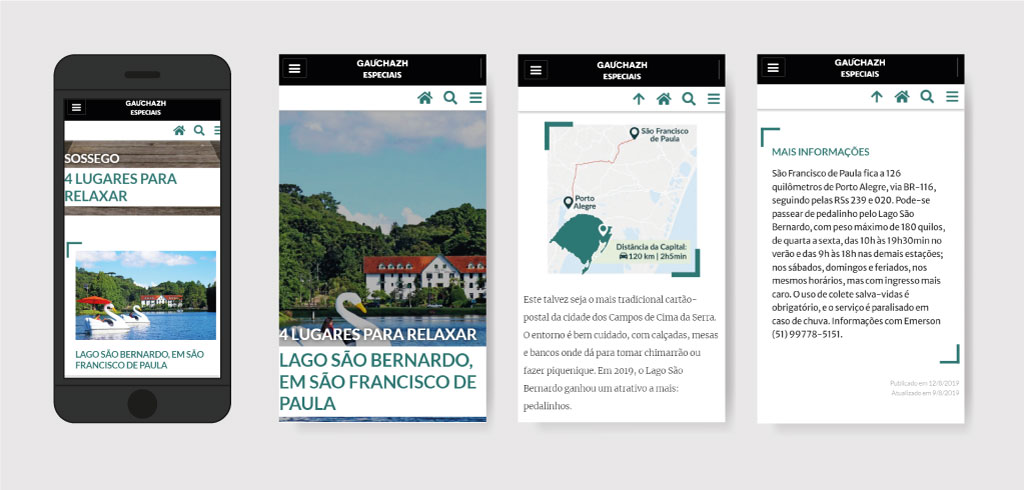 GAÚCHAZH
ESPECIAIS
SOSSEGO
4 LUGARES PARA
RELAXAR
LAGO SÃO BERNARDO, EM SÃO
FRANCISCO DE PAULA
GAÚCHAZH
ESPECIAIS
4 LUGARES PARA RELAXAR
LAGO SÃO BERNARDO,
EM SÃO FRANCISCO DE
PAULA
GAÚCHAZH
ESPECIAIS
São Francisco
de Paula
Porto
Alegre
Distância da Capital:
120 km | 2h5min
Este talvez seja o mais tradicional cartão-
postal da cidade dos Campos de Cima da Serra.
O entorno é bem cuidado, com calçadas, mesas
e bancos onde dá para tomar chimarrão ou
fazer piquenique. Em 2019, o Lago São
Bernardo ganhou um atrativo a mais:
pedalinhos.
GAÚCHAZH
ESPECIAIS
MAIS INFORMAÇÕES
São Francisco de Paula fica a 126
quilômetros de Porto Alegre, via BR-116,
seguindo pelas RSs 239 e 020. Pode-se
passear de pedalinho pelo Lago São
Bernardo, com peso máximo de 180 quilos,
de quarta a sexta, das 10h às 19h30min no
verão e das 9h às 18h nas demais estações;
nos sábados, domingos e feriados, nos
mesmos horários, mas com ingresso mais
caro. O uso de colete salva-vidas é
obrigatório, e o serviço é paralisado em
caso de chuva. Informações com Emerson
(51) 99778-5151.
Publicado em 12/8/2019
Atualizado em 9/8/2019